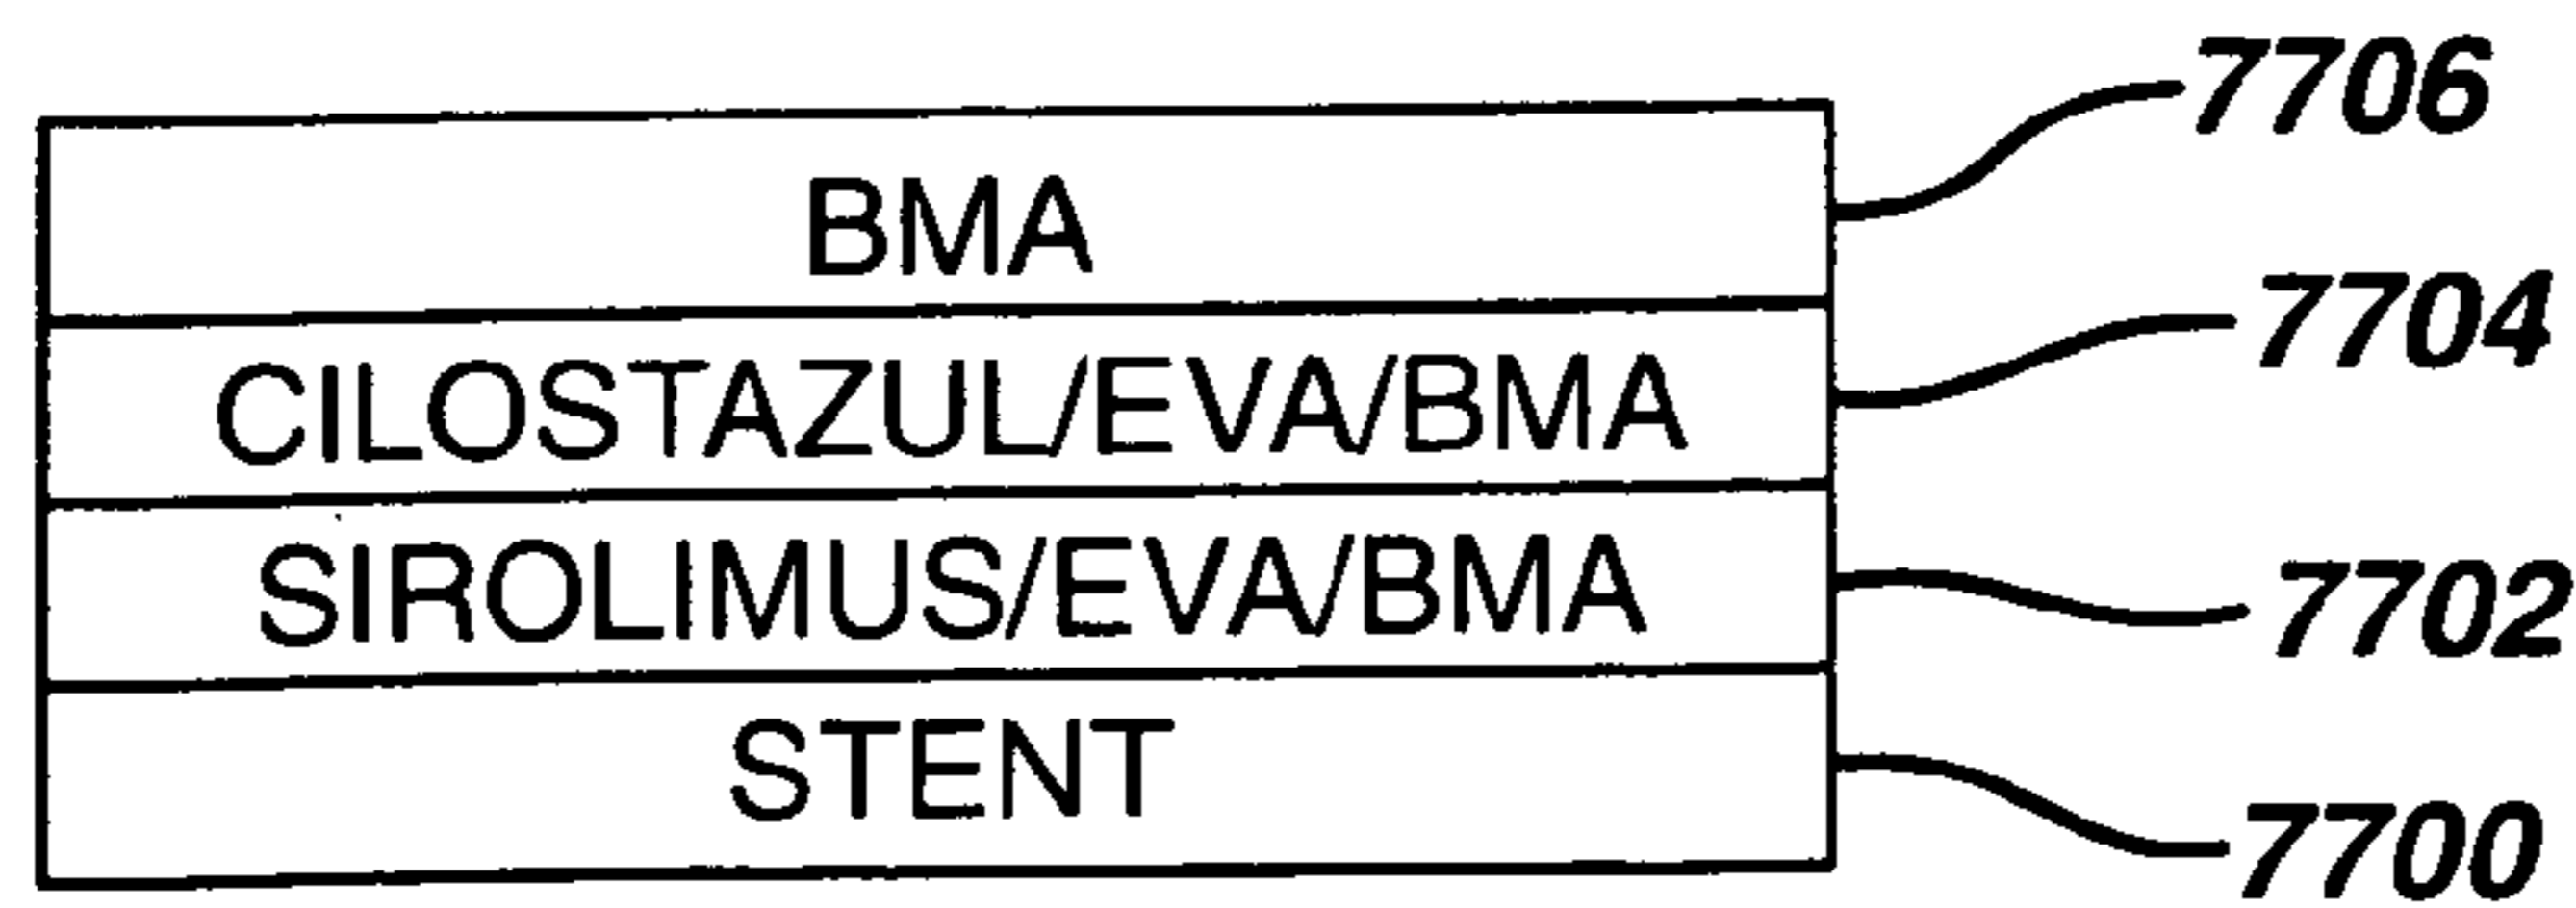 BMA 7706
CILOSTAZUL/EVA/BMA 7704
SIROLIMUS/EVA/BMA 7702
STENT 7700